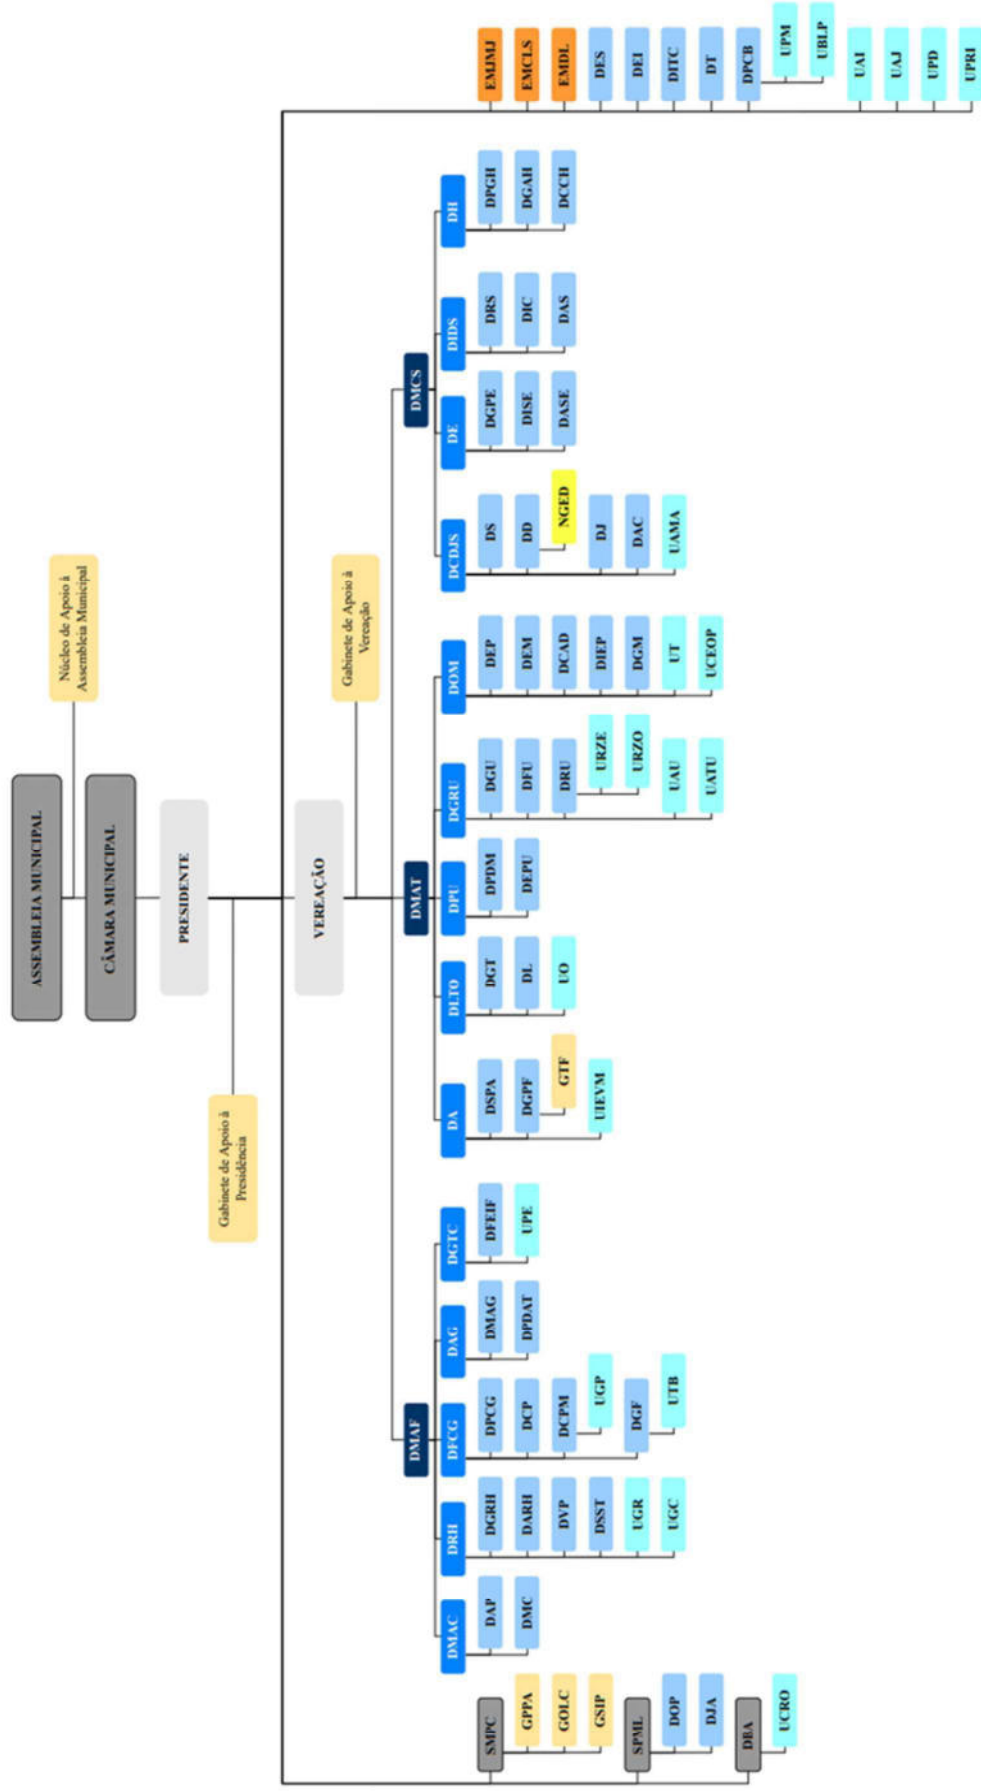 ASSEMBLEIA MUNICIPAL
Núcleo de Apoio à
Assembleia Municipal
CÂMARA MUNICIPAL
PRESIDENTE
Gabinete de Apoio à
Presidência
VEREAÇÃO
Gabinete de Apoio à
Vereação
SMPC
GPPA
GOLC
GSIP
SPML
DOP
DJA
DBA
UCRO
DMAF
DMAC
DAP
DMC
DRH
DGRH
DARH
DVP
DSST
UGR
UGC
DFCG
DPCG
DCP
DCPM
UGP
DGF
UTB
DAG
DMAG
DPDAT
DGTC
DFEIF
UPE
DMAT
DA
DSPA
DGPF
GTF
UIEVM
DLTO
DGT
DL
UO
DPU
DPDM
DEPU
DGRU
DGU
DFU
DRU
URZE
URZO
UAU
UATU
DOM
DEP
DEM
DCAD
DIEP
DGM
UT
UCEOP
DMCS
DCDJS
DS
DD
NGED
DJ
DAC
UAMA
DE
DGPE
DISE
DASE
DIDS
DRS
DIC
DAS
DH
DPGH
DGAH
DCCH
EMJMJ
EMCLS
EMDL
DES
DEI
DITC
DT
DPCB
UPM
UBLP
UAI
UAJ
UPD
UPRI